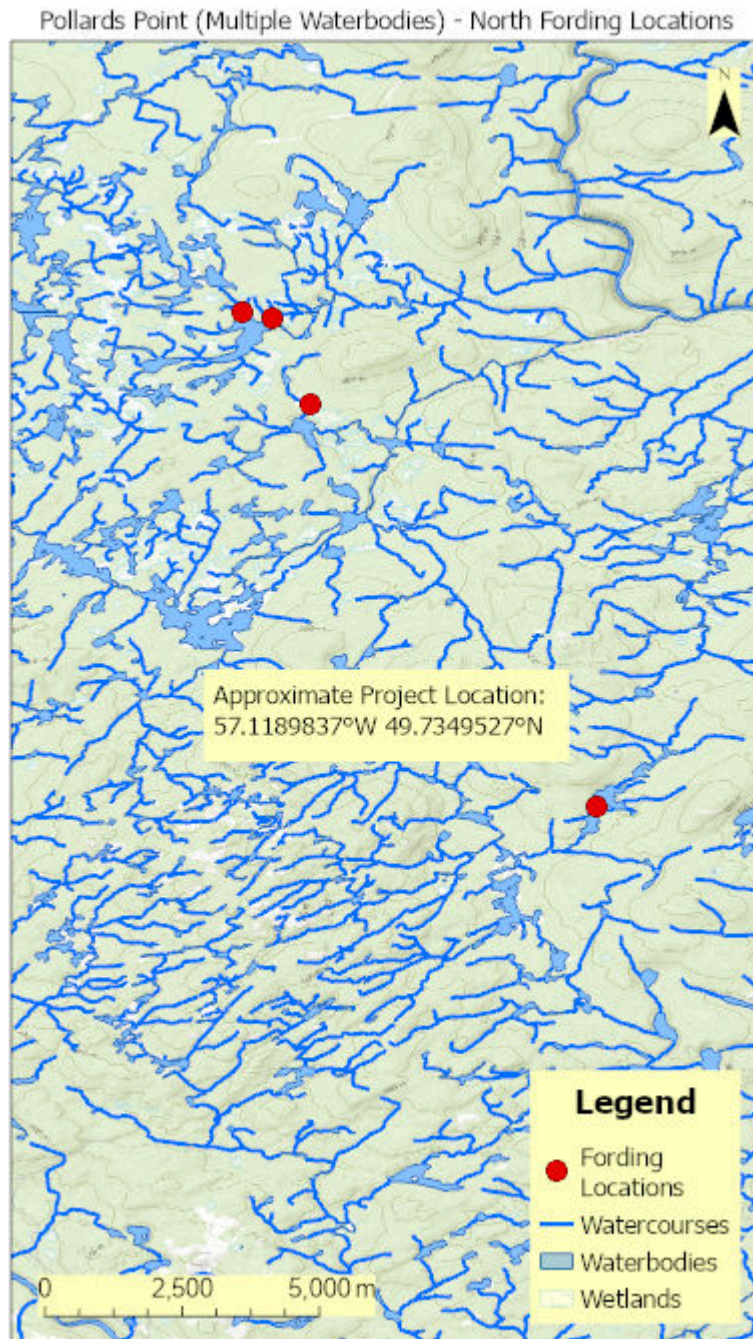 Pollards Point (Multiple Waterbodies) - North Fording Locations
N
Approximate Project Location:
57.1189837°W 49.7349527°N
Legend
Fording
Locations
Watercourses
Waterbodies
Wetlands
0 2,500 5,000 m